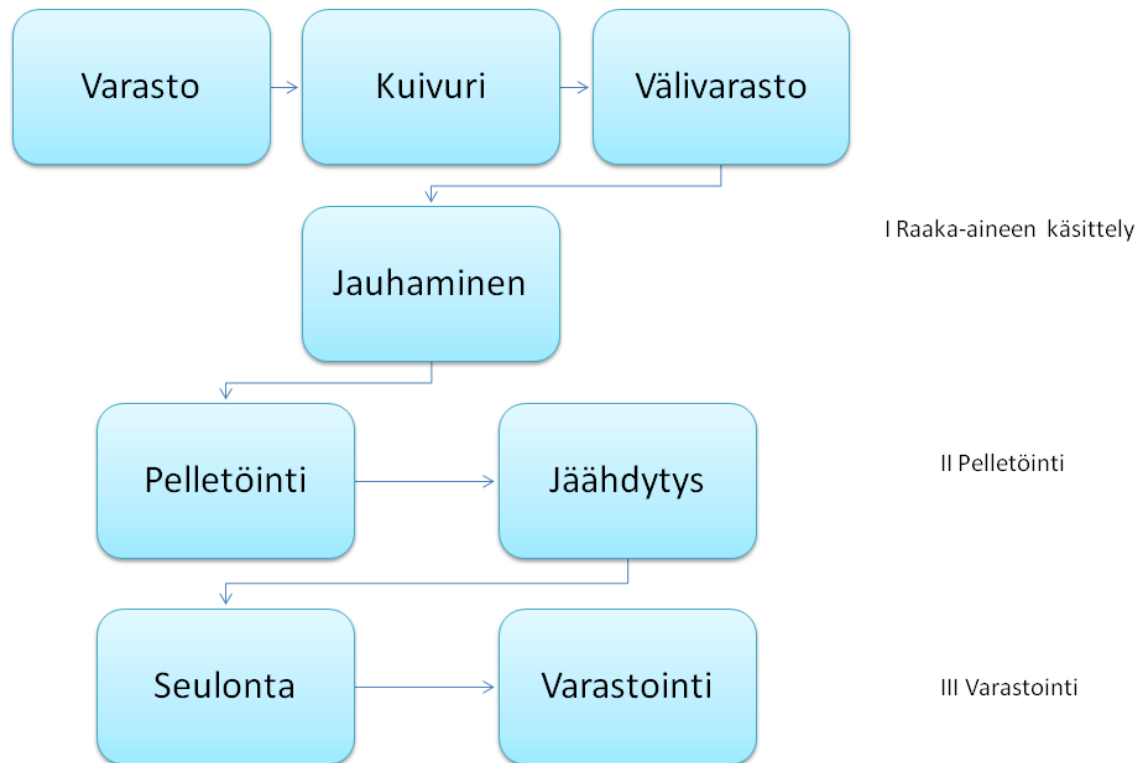 Varasto
Kuivuri
Välivarasto
I Raaka-aineen käsittely
Jauhaminen
Pelletöinti
Jäähdytys
II Pelletöinti
Seulonta
Varastointi
III Varastointi